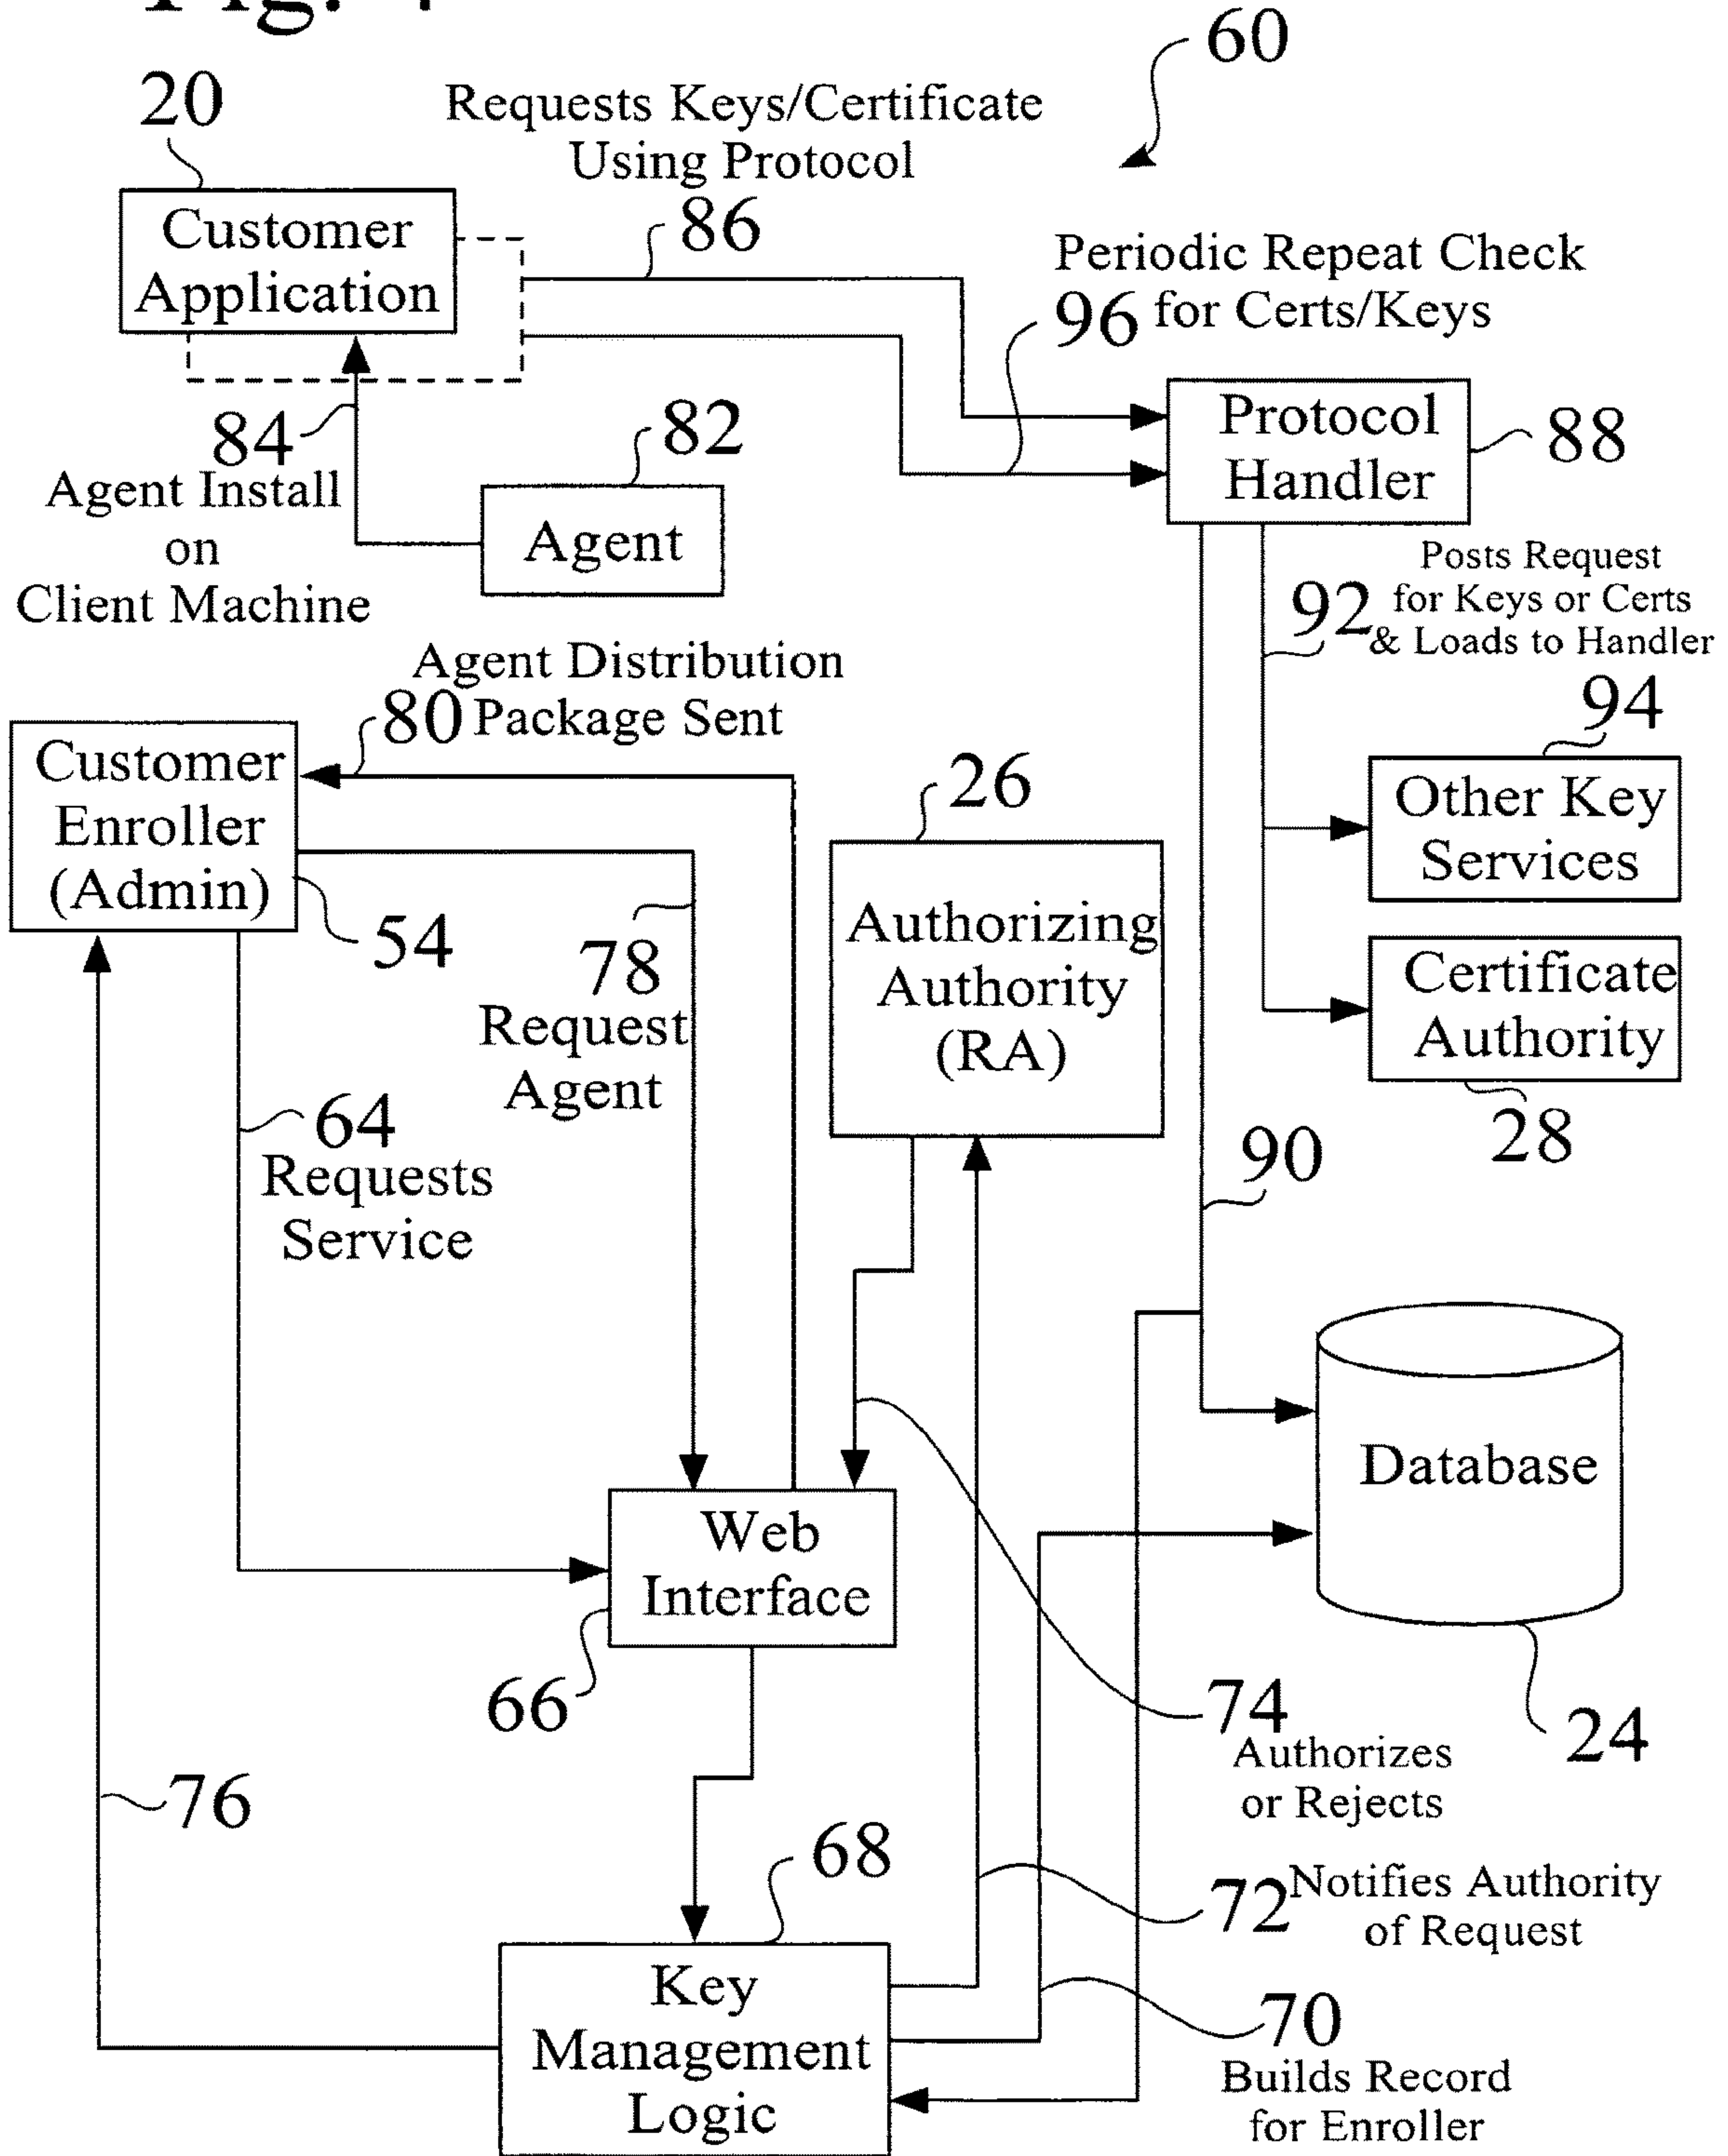 Fig. 4
60
20
Requests Keys/Certificate
Using Protocol
86
Customer
Application
Periodic Repeat Check
96 for Certs/Keys
84
Agent Install
on
Client Machine
82
Agent
Protocol
Handler
88
Posts Request
92 for Keys or Certs
& Loads to Handler
Agent Distribution
80 Package Sent
94
Other Key
Services
Customer
Enroller
(Admin)
54
26
Authorizing
Authority
(RA)
Certificate
Authority
28
78
Request
Agent
64
Requests
Service
90
Database
24
Web
Interface
66
74
Authorizes
or Rejects
76
68
72 Notifies Authority
of Request
Key
Management
Logic
70
Builds Record
for Enroller